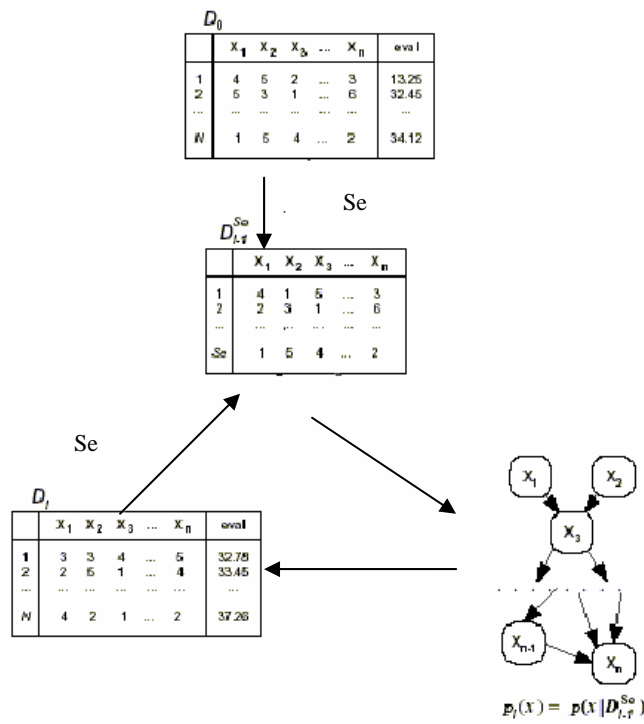 D0
X1 X2 X3 ... Xn eval
1 4 5 2 ... 3 13.25
2 5 3 1 ... 6 32.45
... ... ... ... ... ... ...
N 1 5 4 ... 2 34.12
Se
D Se l-1
X1 X2 X3 ... Xn
1 4 1 5 ... 3
2 2 3 1 ... 6
... ... ... ... ... ...
Se 1 5 4 ... 2
Se
Dl
X1 X2 X3 ... Xn eval
1 3 3 4 ... 5 32.78
2 2 5 1 ... 4 33.45
... ... ... ... ... ... ...
N 4 2 1 ... 2 37.26
X1 X2
X3
. . . . . . . . . .
Xn-1 Xn
pl(x) = p(x|D Se l-1)